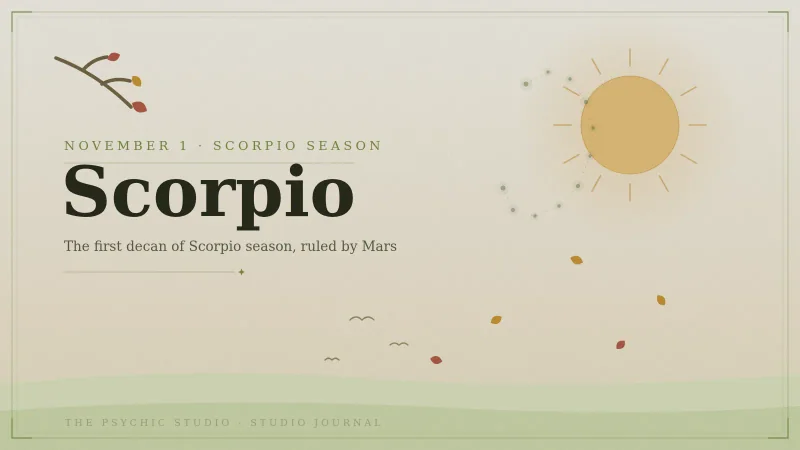 NOVEMBER 1 · SCORPIO SEASON
Scorpio
The first decan of Scorpio season, ruled by Mars
THE PSYCHIC STUDIO · STUDIO JOURNAL